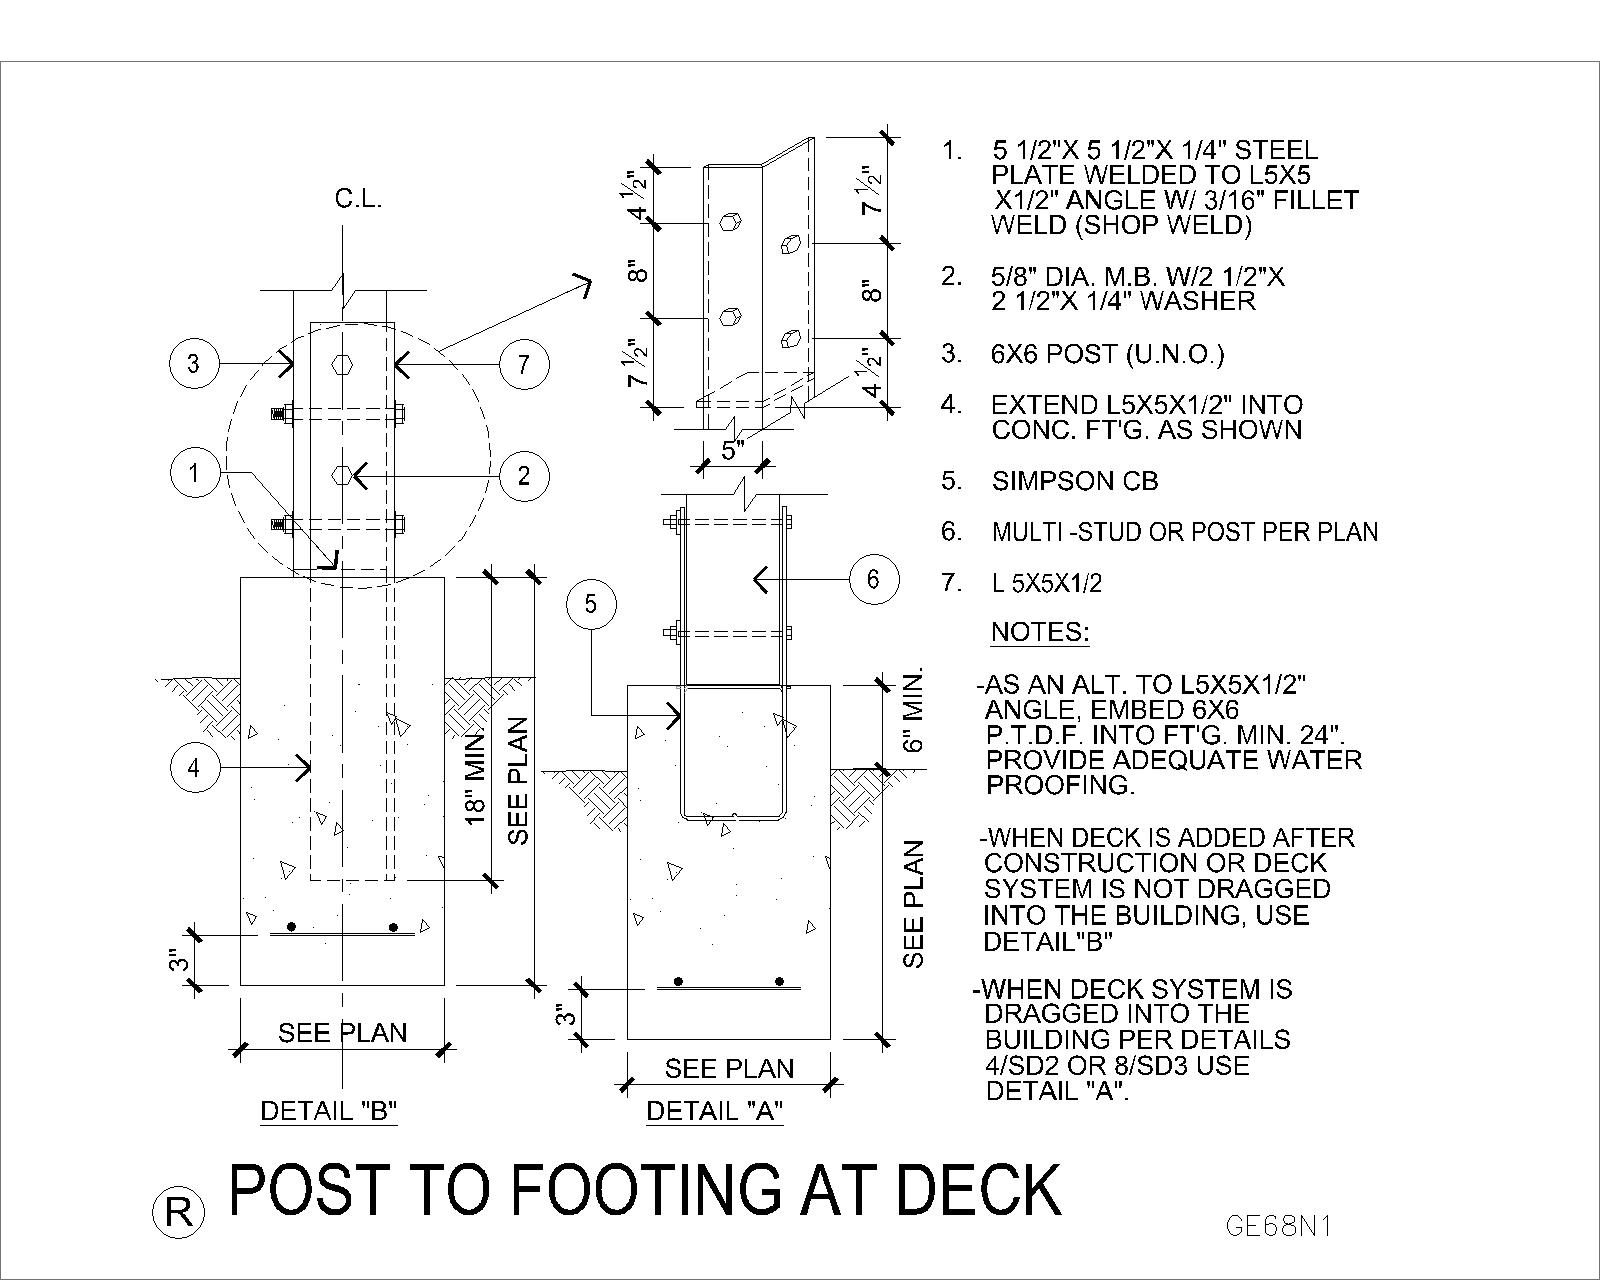 C.L.
3
7
1
2
4
18" MIN.
SEE PLAN
3"
SEE PLAN
DETAIL "B"
4 1/2"
8"
7 1/2"
7 1/2"
8"
4 1/2"
5"
6
5
6" MIN.
SEE PLAN
3"
SEE PLAN
DETAIL "A"
1. 5 1/2"X 5 1/2"X 1/4" STEEL
PLATE WELDED TO L5X5
X1/2" ANGLE W/ 3/16" FILLET
WELD (SHOP WELD)
2. 5/8" DIA. M.B. W/2 1/2"X
2 1/2"X 1/4" WASHER
3. 6X6 POST (U.N.O.)
4. EXTEND L5X5X1/2" INTO
CONC. FT'G. AS SHOWN
5. SIMPSON CB
6. MULTI -STUD OR POST PER PLAN
7. L 5X5X1/2
NOTES:
-AS AN ALT. TO L5X5X1/2"
ANGLE, EMBED 6X6
P.T.D.F. INTO FT'G. MIN. 24".
PROVIDE ADEQUATE WATER
PROOFING.
-WHEN DECK IS ADDED AFTER
CONSTRUCTION OR DECK
SYSTEM IS NOT DRAGGED
INTO THE BUILDING, USE
DETAIL"B"
-WHEN DECK SYSTEM IS
DRAGGED INTO THE
BUILDING PER DETAILS
4/SD2 OR 8/SD3 USE
DETAIL "A".
R POST TO FOOTING AT DECK
GE68N1